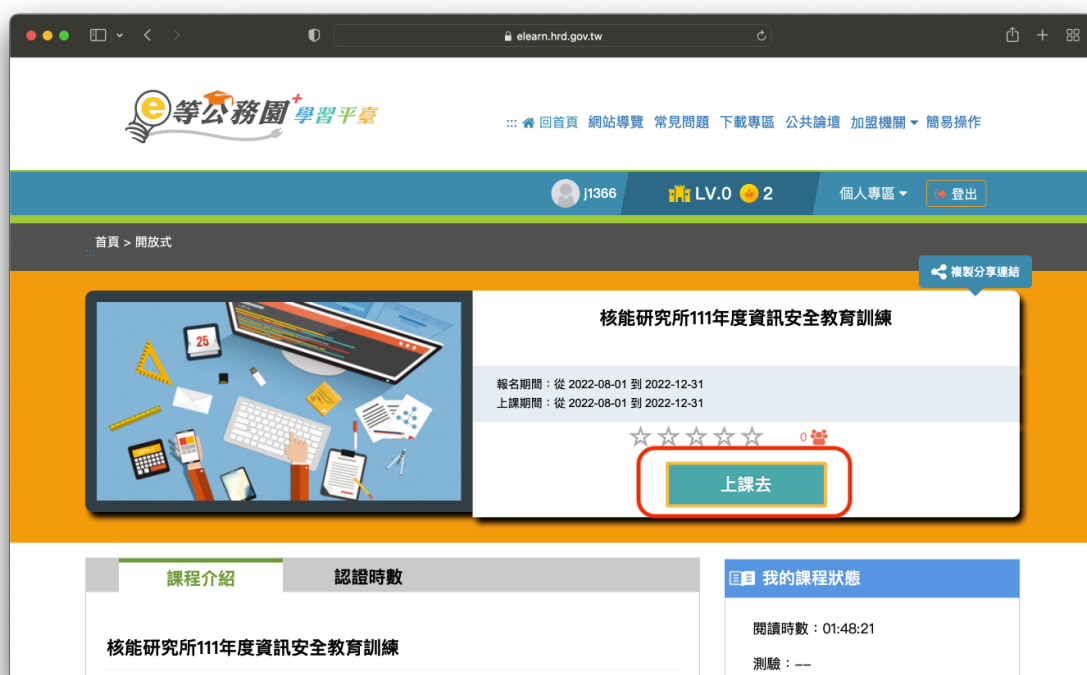 elearn.hrd.gov.tw
e等公務園+學習平臺
::: 回首頁 網站導覽 常見問題 下載專區 公共論壇 加盟機關 簡易操作
j1366 LV.0 2 個人專區 登出
首頁 > 開放式
:::
複製分享連結
25
核能研究所111年度資訊安全教育訓練
報名期間：從 2022-08-01 到 2022-12-31
上課期間：從 2022-08-01 到 2022-12-31
0
上課去
課程介紹 認證時數
我的課程狀態
核能研究所111年度資訊安全教育訓練
閱讀時數：01:48:21
測驗：--